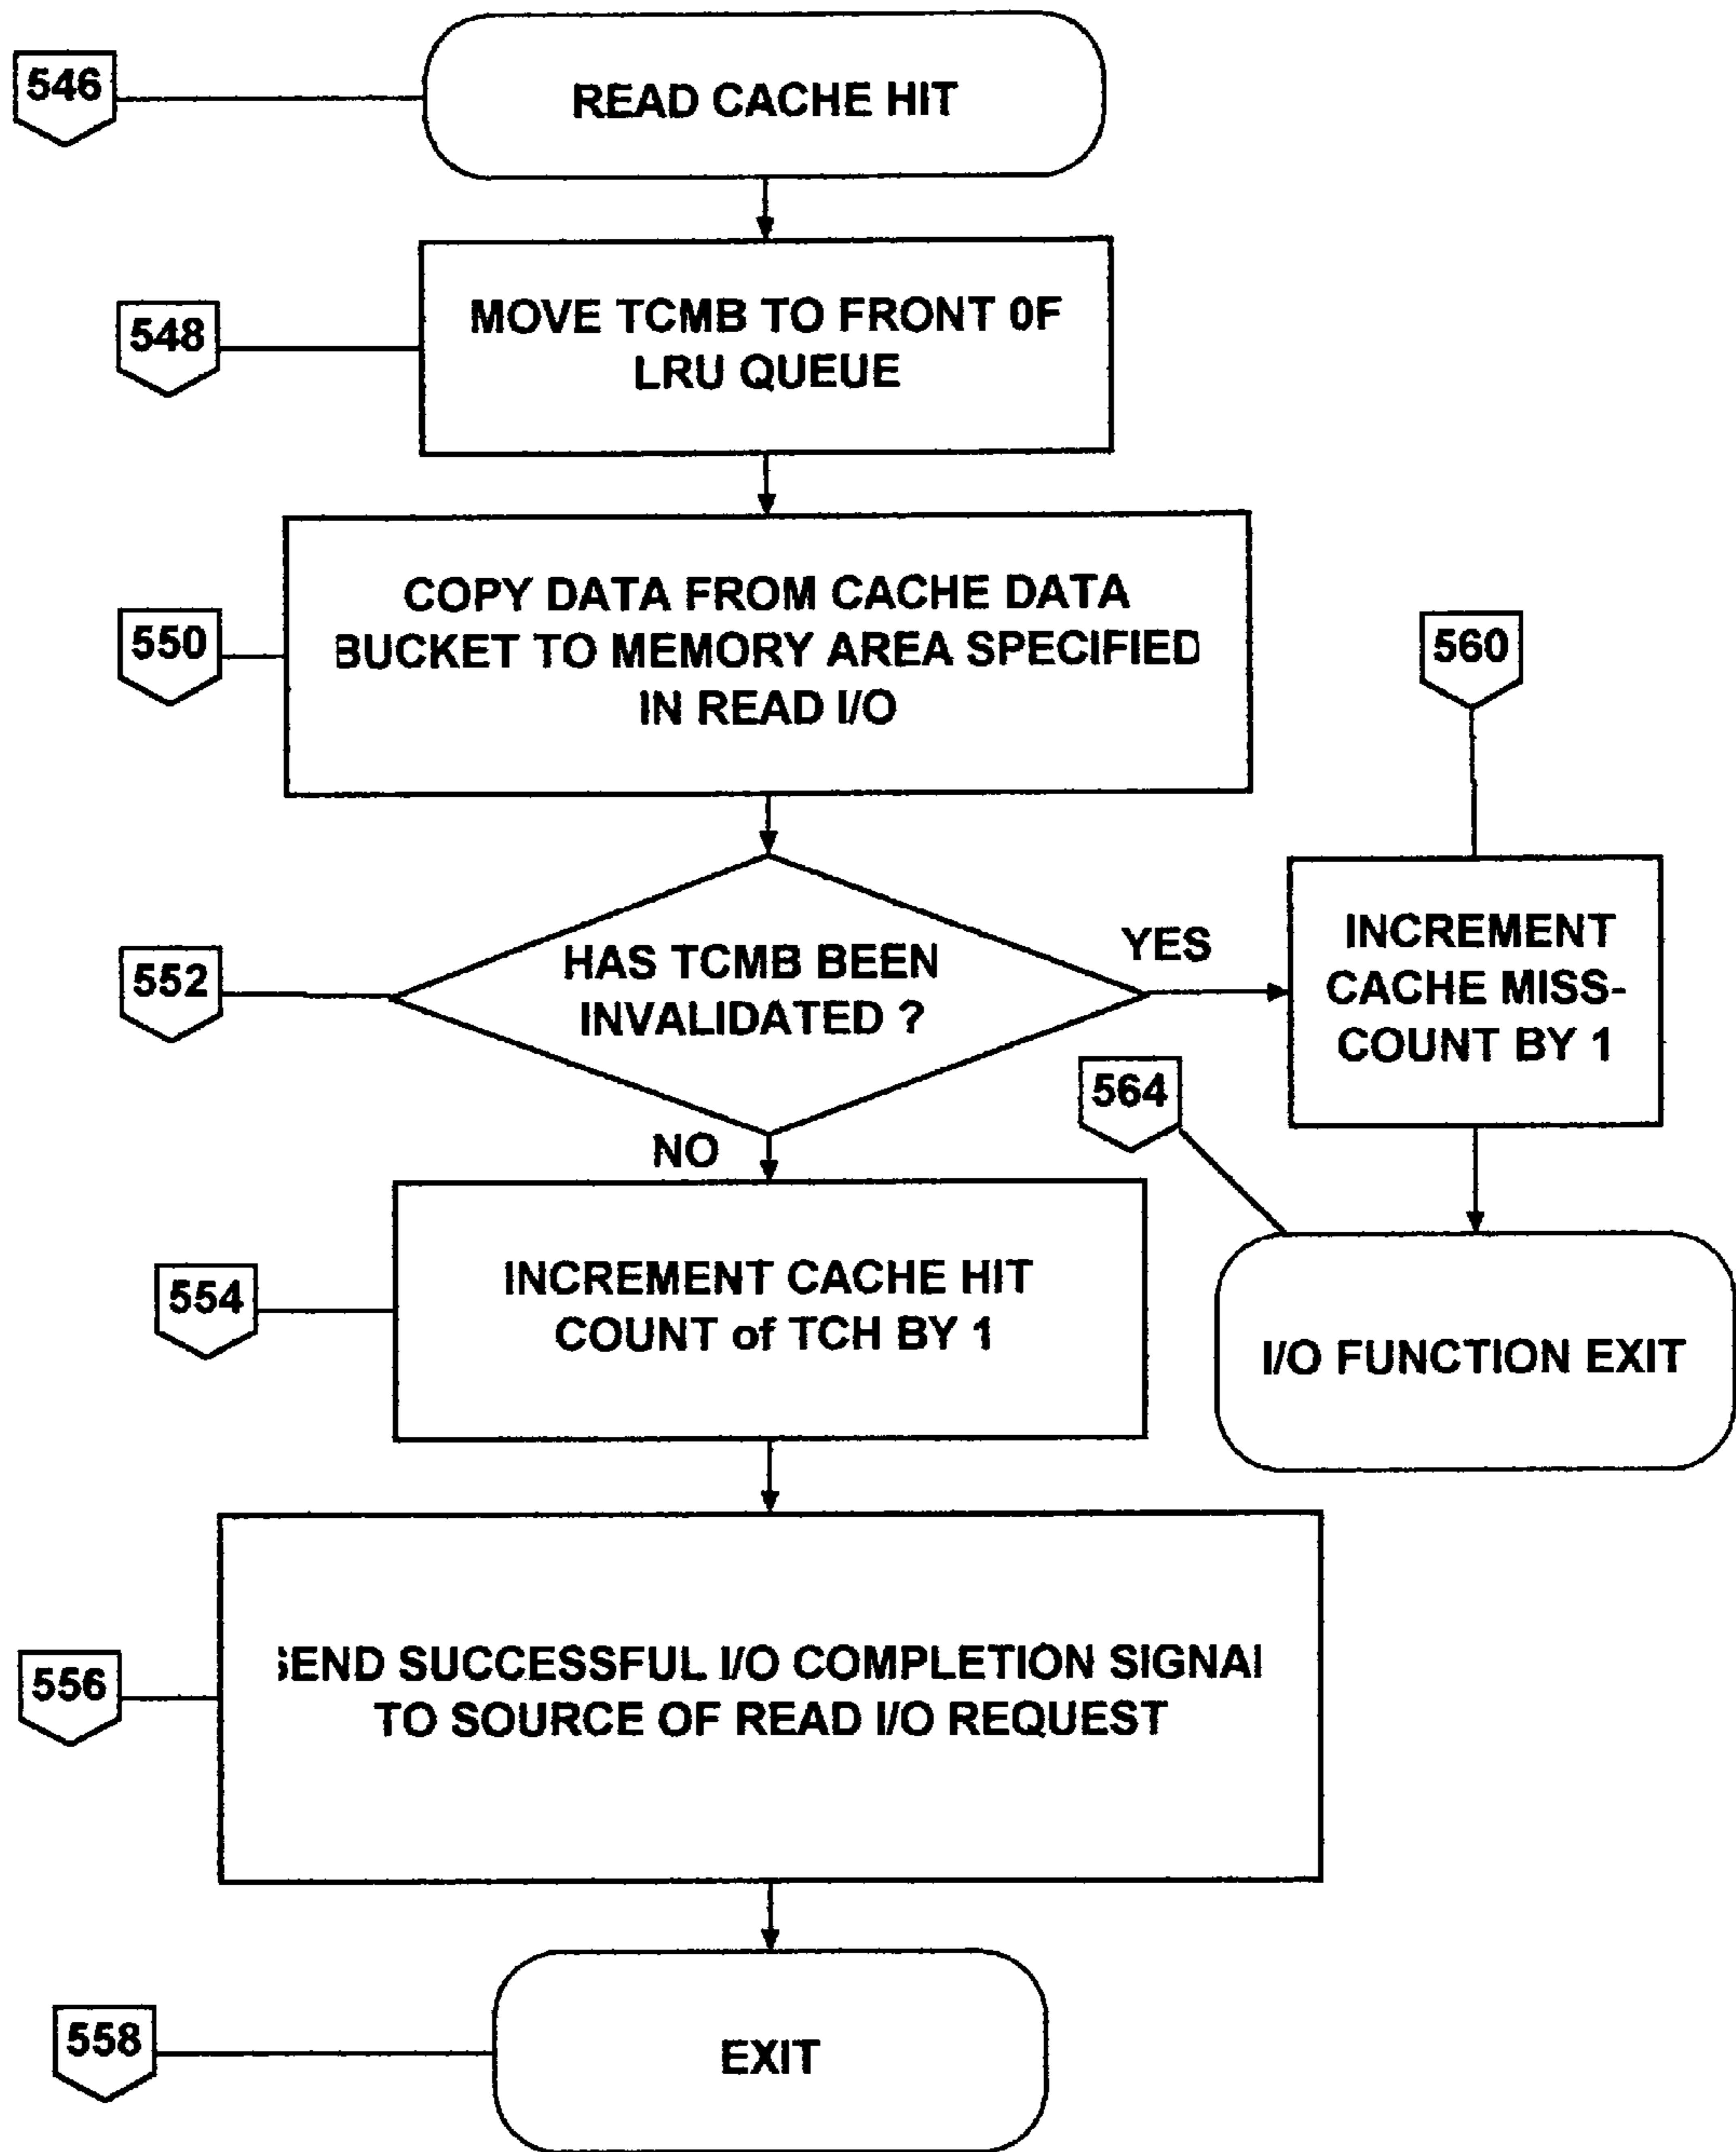 546
READ CACHE HIT
548
MOVE TCMB TO FRONT 0F
LRU QUEUE
550
COPY DATA FROM CACHE DATA
BUCKET TO MEMORY AREA SPECIFIED
IN READ I/O
560
552
HAS TCMB BEEN
INVALIDATED ?
YES
INCREMENT
CACHE MISS-
COUNT BY 1
564
NO
554
INCREMENT CACHE HIT
COUNT of TCH BY 1
I/O FUNCTION EXIT
556
SEND SUCCESSFUL I/O COMPLETION SIGNAL
TO SOURCE OF READ I/O REQUEST
558
EXIT